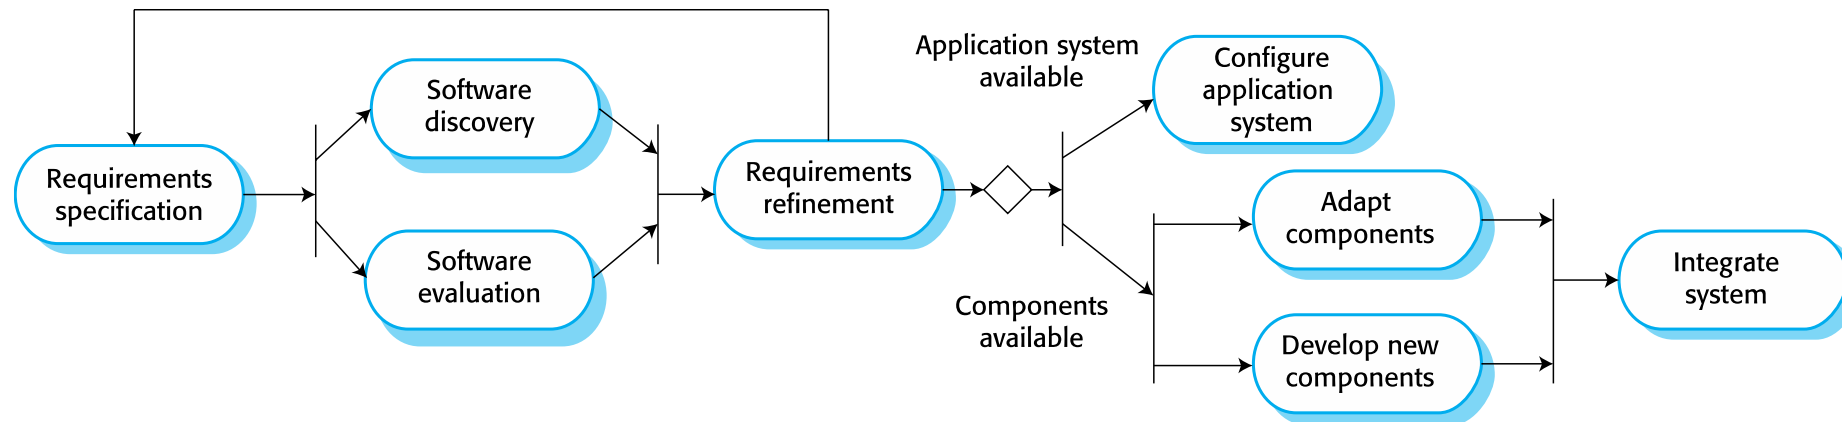 Requirements
specification
Software
discovery
Software
evaluation
Requirements
refinement
Application system
available
Configure
application
system
Components
available
Adapt
components
Develop new
components
Integrate
system